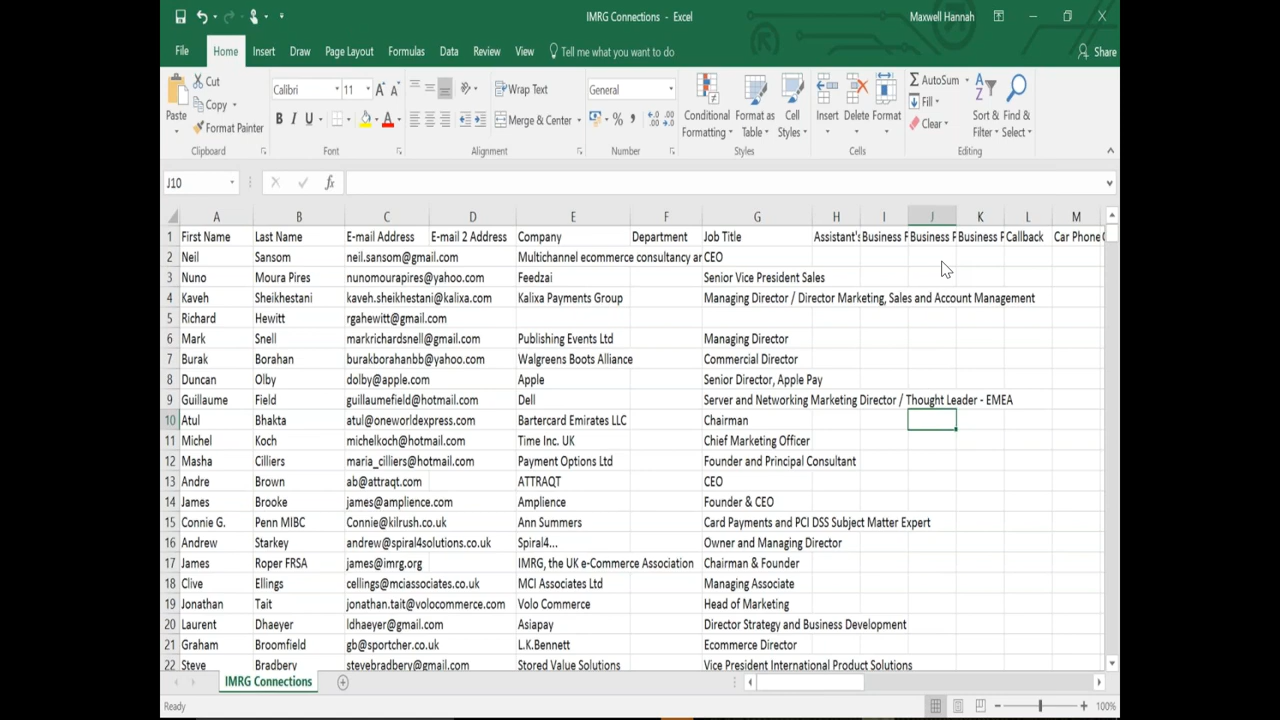 IMRG Connections - Excel
Maxwell Hannah
File Home Insert Draw Page Layout Formulas Data Review View Tell me what you want to do Share
Cut
Copy
Format Painter
Paste
Clipboard
Calibri 11
B I U
Font
Wrap Text
Merge & Center
Alignment
General
Number
Conditional Formatting
Format as Table
Cell Styles
Styles
Insert Delete Format
Cells
AutoSum
Fill
Clear
Sort & Filter
Find & Select
Editing
J10 fx
A B C D E F G H I J K L M
1 First Name Last Name E-mail Address E-mail 2 Address Company Department Job Title Assistant's Business F Business F Business F Callback Car Phone
2 Neil Sansom neil.sansom@gmail.com Multichannel ecommerce consultancy ar CEO
3 Nuno Moura Pires nunomourapires@yahoo.com Feedzai Senior Vice President Sales
4 Kaveh Sheikhestani kaveh.sheikhestani@kalixa.com Kalixa Payments Group Managing Director / Director Marketing, Sales and Account Management
5 Richard Hewitt rgahewitt@gmail.com
6 Mark Snell markrichardsnell@gmail.com Publishing Events Ltd Managing Director
7 Burak Borahan burakborahanbb@yahoo.com Walgreens Boots Alliance Commercial Director
8 Duncan Olby dolby@apple.com Apple Senior Director, Apple Pay
9 Guillaume Field guillaumefield@hotmail.com Dell Server and Networking Marketing Director / Thought Leader - EMEA
10 Atul Bhakta atul@oneworldexpress.com Bartercard Emirates LLC Chairman
11 Michel Koch michelkoch@hotmail.com Time Inc. UK Chief Marketing Officer
12 Masha Cilliers maria_cilliers@hotmail.com Payment Options Ltd Founder and Principal Consultant
13 Andre Brown ab@attraqt.com ATTRAQT CEO
14 James Brooke james@amplience.com Amplience Founder & CEO
15 Connie G. Penn MIBC Connie@kilrush.co.uk Ann Summers Card Payments and PCI DSS Subject Matter Expert
16 Andrew Starkey andrew@spiral4solutions.co.uk Spiral4... Owner and Managing Director
17 James Roper FRSA james@imrg.org IMRG, the UK e-Commerce Association Chairman & Founder
18 Clive Ellings cellings@mciassociates.co.uk MCI Associates Ltd Managing Associate
19 Jonathan Tait jonathan.tait@volocommerce.com Volo Commerce Head of Marketing
20 Laurent Dhaeyer ldhaeyer@gmail.com Asiapay Director Strategy and Business Development
21 Graham Broomfield gb@sportcher.co.uk L.K.Bennett Ecommerce Director
22 Steve Bradbery stevebradbery@gmail.com Stored Value Solutions Vice President International Product Solutions
IMRG Connections
Ready 100%